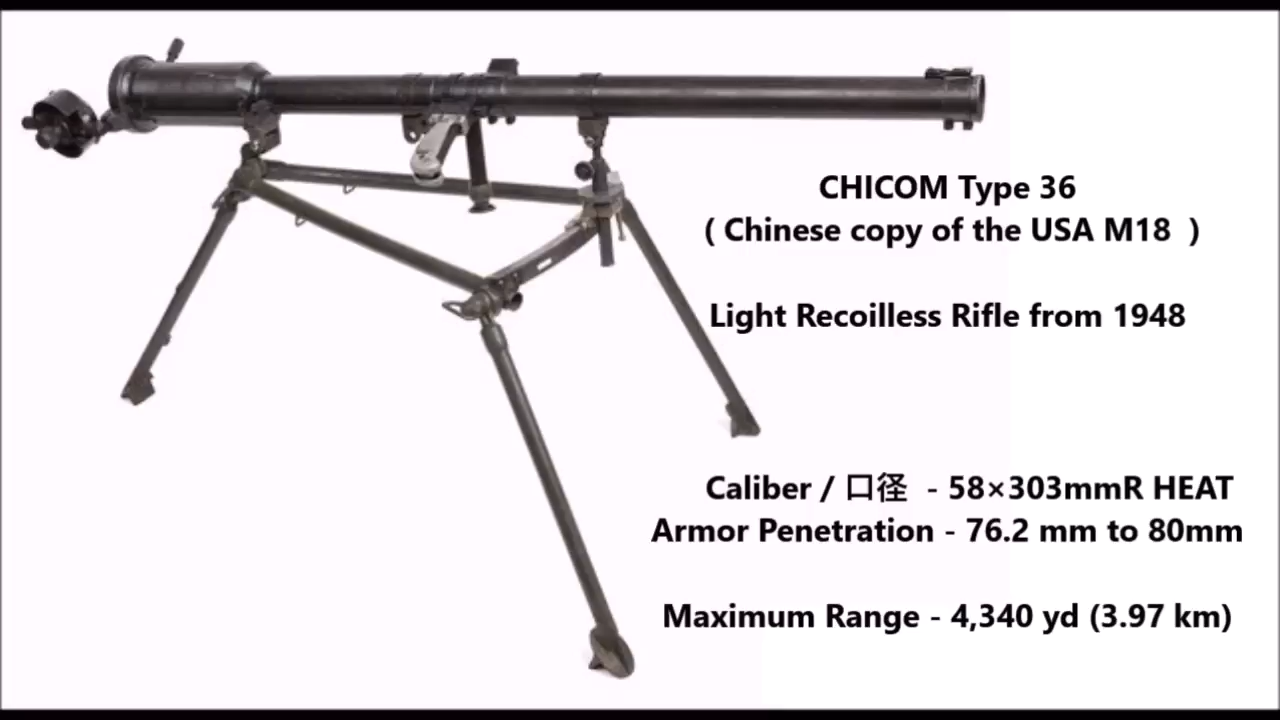 CHICOM Type 36
( Chinese copy of the USA M18 )
Light Recoilless Rifle from 1948
Caliber / 口径 - 58×303mmR HEAT
Armor Penetration - 76.2 mm to 80mm
Maximum Range - 4,340 yd (3.97 km)